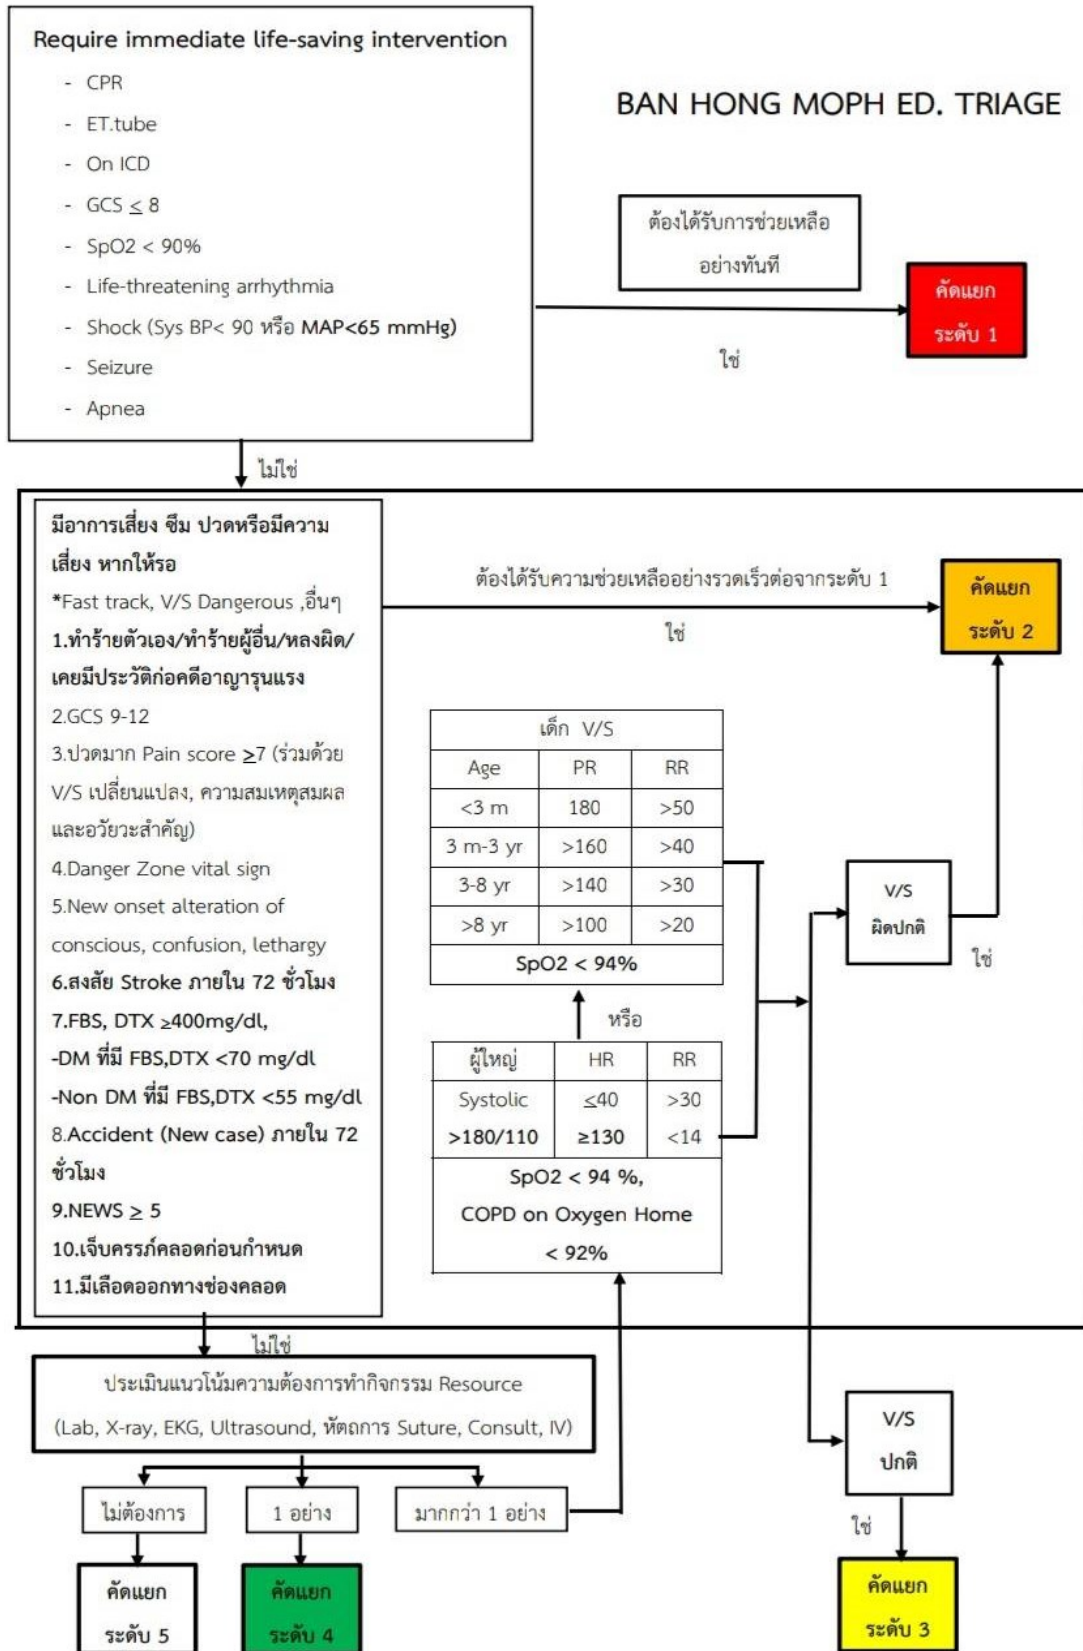 Require immediate life-saving intervention
- CPR
- ET.tube
- On ICD
- GCS ≤ 8
- SpO2 < 90%
- Life-threatening arrhythmia
- Shock (Sys BP< 90 หรือ MAP<65 mmHg)
- Seizure
- Apnea
BAN HONG MOPH ED. TRIAGE
ต้องได้รับการช่วยเหลือ
อย่างทันที
ใช่
คัดแยก
ระดับ 1
ไม่ใช่
มีอาการเสี่ยง ซึม ปวดหรือมีความ
เสี่ยง หากให้รอ
*Fast track, V/S Dangerous ,อื่นๆ
1.ทำร้ายตัวเอง/ทำร้ายผู้อื่น/หลงผิด/
เคยมีประวัติก่อคดีอาญารุนแรง
2.GCS 9-12
3.ปวดมาก Pain score ≥7 (ร่วมด้วย
V/S เปลี่ยนแปลง, ความสมเหตุสมผล
และอวัยวะสำคัญ)
4.Danger Zone vital sign
5.New onset alteration of
conscious, confusion, lethargy
6.สงสัย Stroke ภายใน 72 ชั่วโมง
7.FBS, DTX ≥400mg/dl,
-DM ที่มี FBS,DTX <70 mg/dl
-Non DM ที่มี FBS,DTX <55 mg/dl
8.Accident (New case) ภายใน 72
ชั่วโมง
9.NEWS ≥ 5
10.เจ็บครรภ์คลอดก่อนกำหนด
11.มีเลือดออกทางช่องคลอด
ต้องได้รับความช่วยเหลืออย่างรวดเร็วต่อจากระดับ 1
ใช่
คัดแยก
ระดับ 2
เด็ก V/S
Age PR RR
<3 m 180 >50
3 m-3 yr >160 >40
3-8 yr >140 >30
>8 yr >100 >20
SpO2 < 94%
หรือ
ผู้ใหญ่ HR RR
Systolic ≤40 >30
>180/110 ≥130 <14
SpO2 < 94 %,
COPD on Oxygen Home
< 92%
V/S
ผิดปกติ
ใช่
ไม่ใช่
ประเมินแนวโน้มความต้องการทำกิจกรรม Resource
(Lab, X-ray, EKG, Ultrasound, หัตถการ Suture, Consult, IV)
ไม่ต้องการ
1 อย่าง
มากกว่า 1 อย่าง
V/S
ปกติ
ใช่
คัดแยก
ระดับ 5
คัดแยก
ระดับ 4
คัดแยก
ระดับ 3